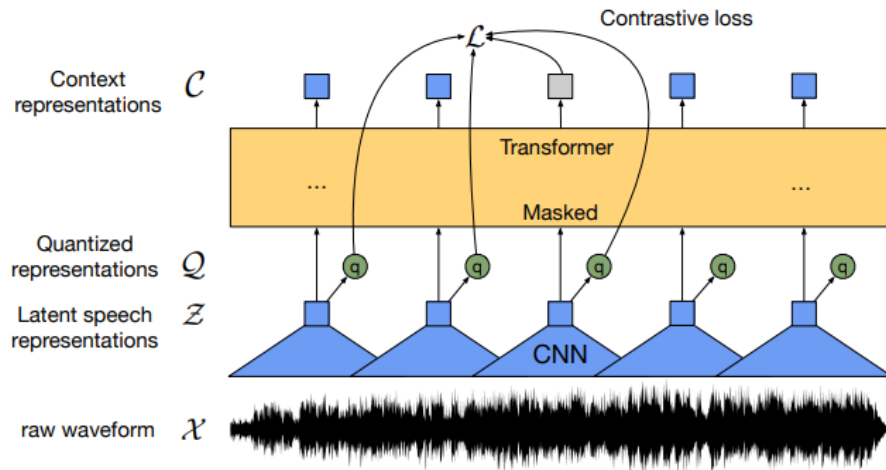 Contrastive loss
ℒ
Context
representations
𝒞
Transformer
...
...
Masked
Quantized
representations
𝒬
q
q
q
q
q
Latent speech
representations
𝒵
CNN
raw waveform
𝒳